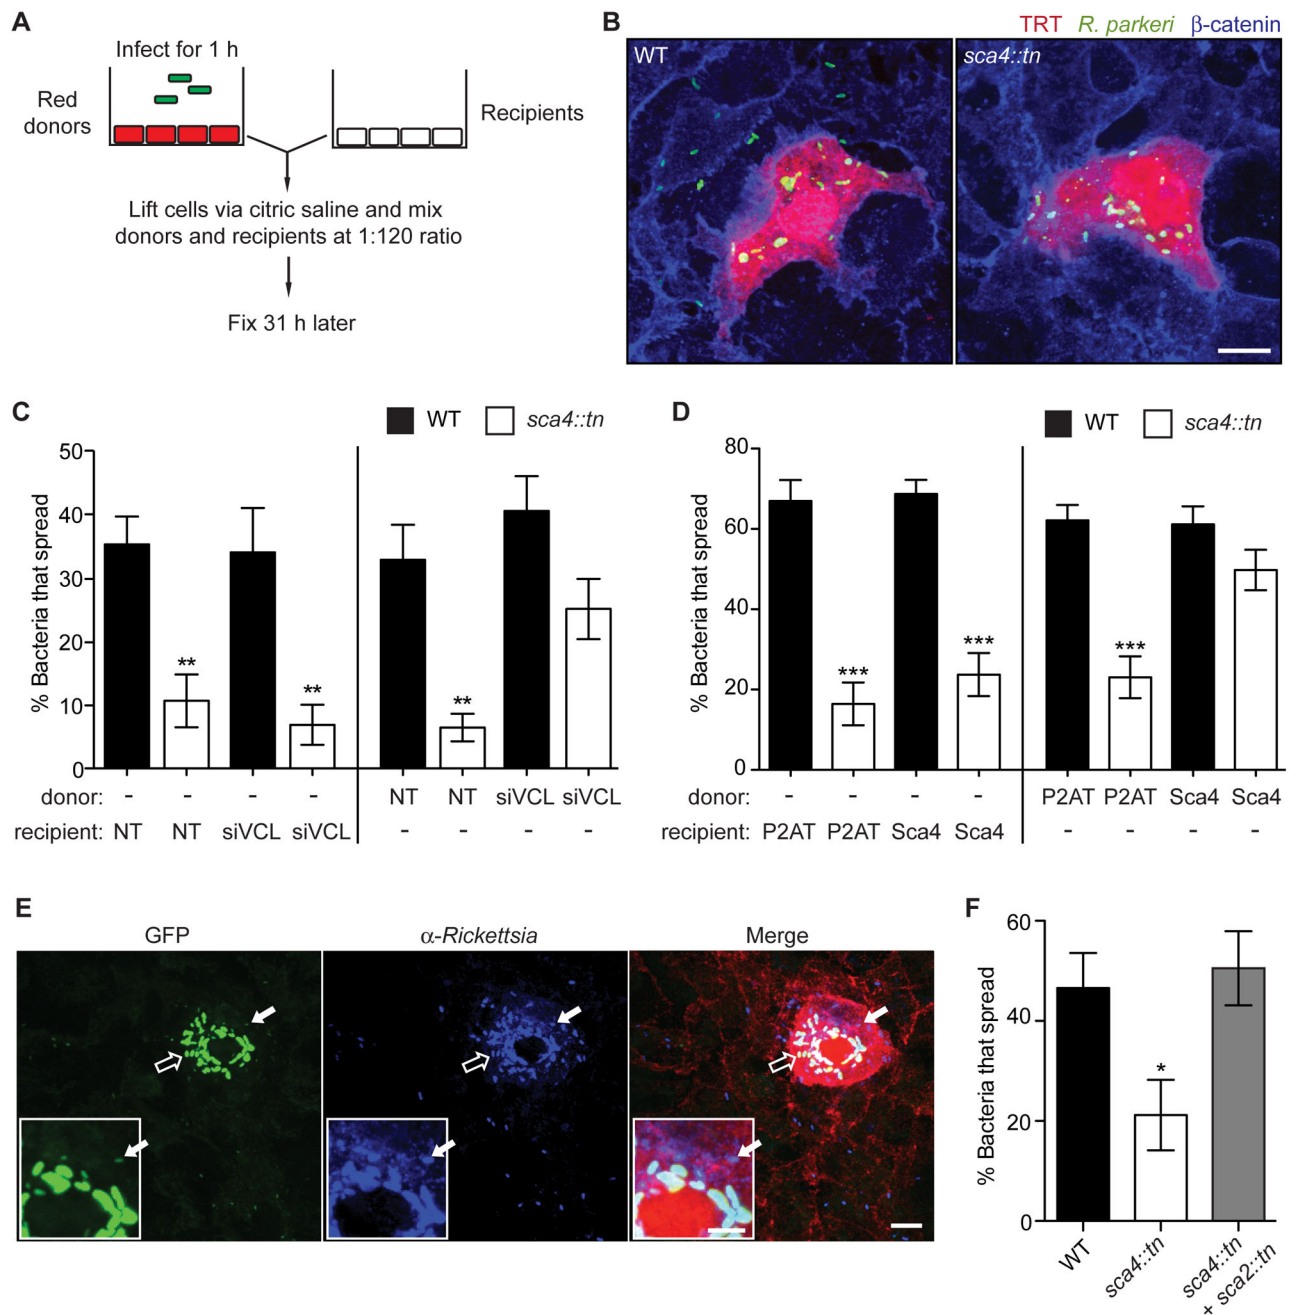 A
Infect for 1 h
Red
donors
Recipients
Lift cells via citric saline and mix
donors and recipients at 1:120 ratio
Fix 31 h later
B
TRT R. parkeri β-catenin
WT
sca4::tn
C
WT sca4::tn
% Bacteria that spread
50
40
30
20
10
0
** ** **
donor: - - - - NT NT siVCL siVCL
recipient: NT NT siVCL siVCL - - - -
D
WT sca4::tn
% Bacteria that spread
80
60
40
20
0
*** *** ***
donor: - - - - P2AT P2AT Sca4 Sca4
recipient: P2AT P2AT Sca4 Sca4 - - - -
E
GFP
α-Rickettsia
Merge
F
% Bacteria that spread
60
40
20
0
*
WT
sca4::tn
sca4::tn
+ sca2::tn